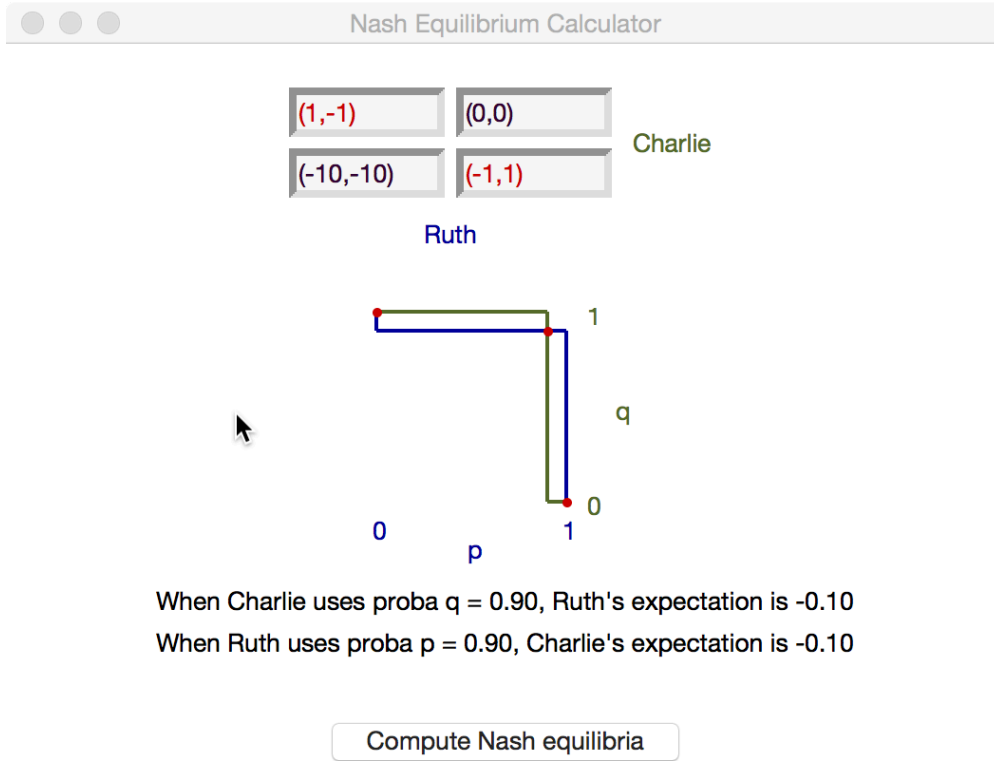 Nash Equilibrium Calculator
(1,-1) (0,0)
Charlie
(-10,-10) (-1,1)
Ruth
1
q
0
0 1
p
When Charlie uses proba q = 0.90, Ruth's expectation is -0.10
When Ruth uses proba p = 0.90, Charlie's expectation is -0.10
Compute Nash equilibria